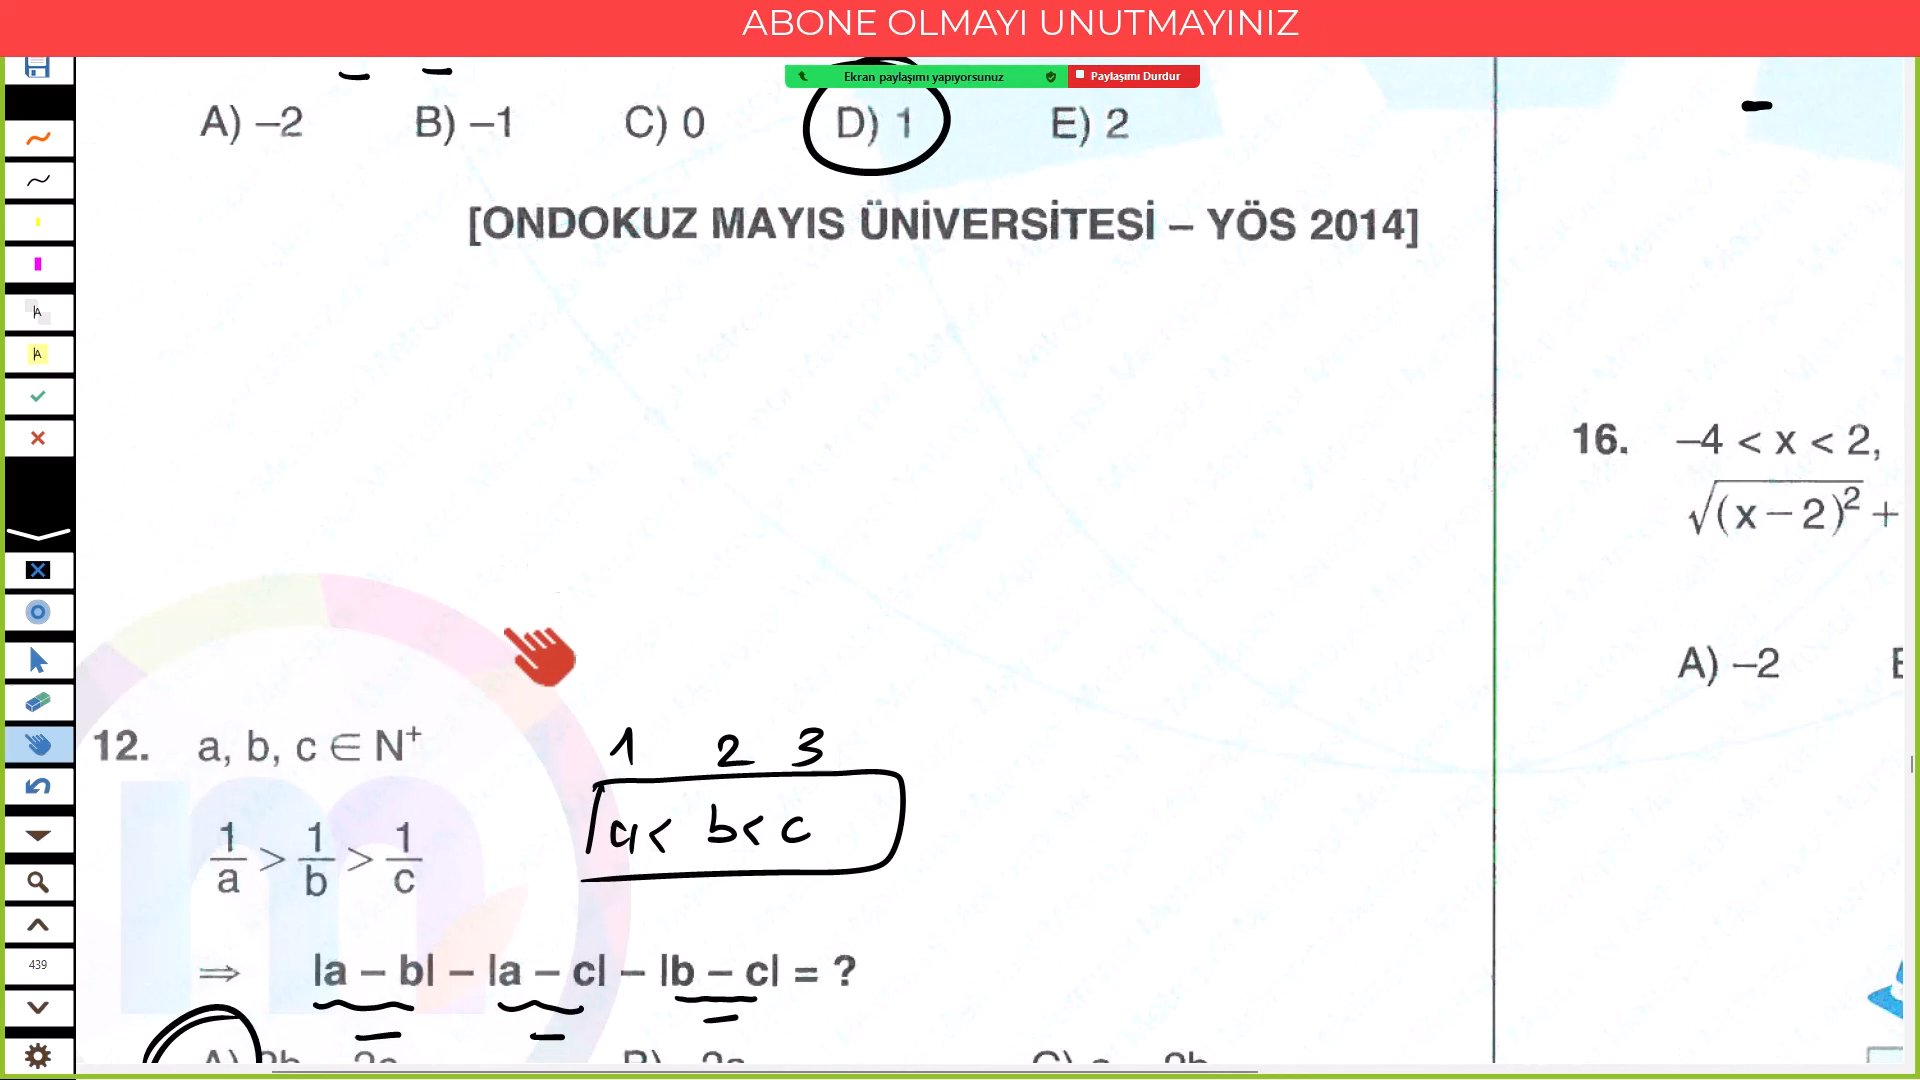 ABONE OLMAYI UNUTMAYINIZ
Ekran paylaşımı yapıyorsunuz
Paylaşımı Durdur
A) –2 B) –1 C) 0 D) 1 E) 2
[ONDOKUZ MAYIS ÜNİVERSİTESİ – YÖS 2014]
12. a, b, c ∈ N⁺
1/a > 1/b > 1/c
1 2 3
a < b < c
⇒ |a – b| – |a – c| – |b – c| = ?
16. –4 < x < 2,
√(x – 2)² +
A) –2
439